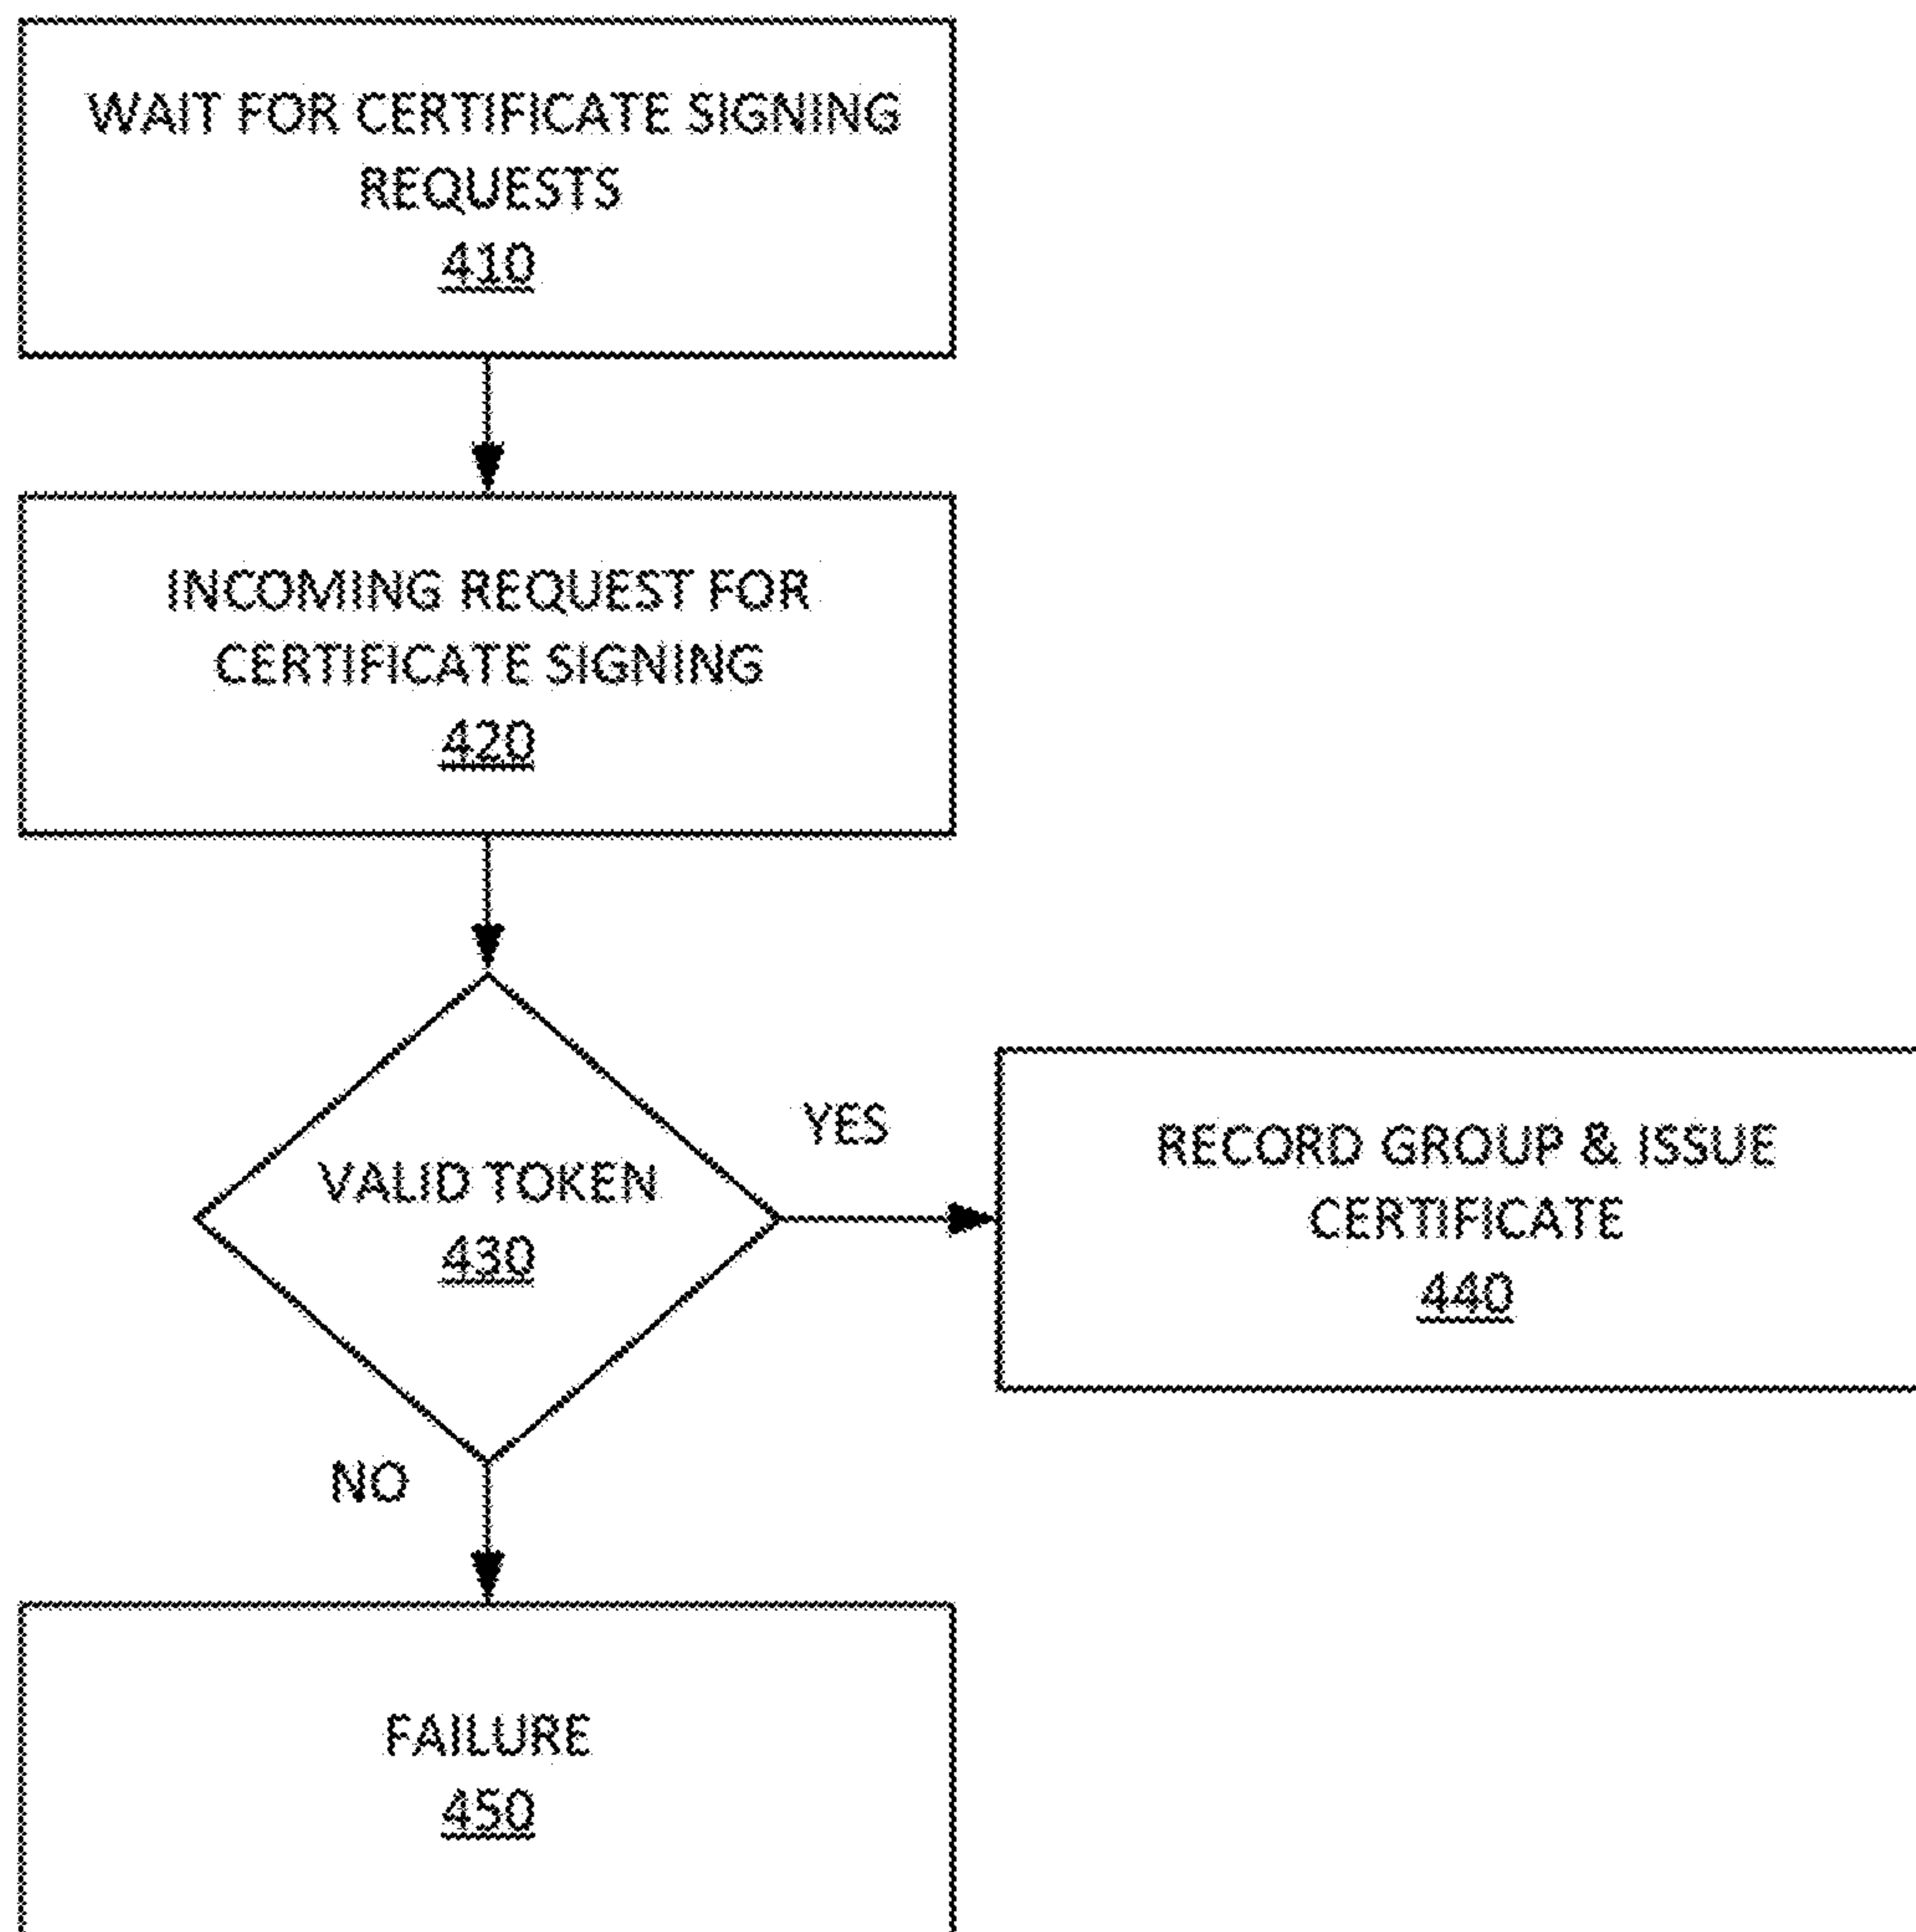 WAIT FOR CERTIFICATE SIGNING
REQUESTS
410
INCOMING REQUEST FOR
CERTIFICATE SIGNING
420
VALID TOKEN
430
YES
RECORD GROUP & ISSUE
CERTIFICATE
440
NO
FAILURE
450